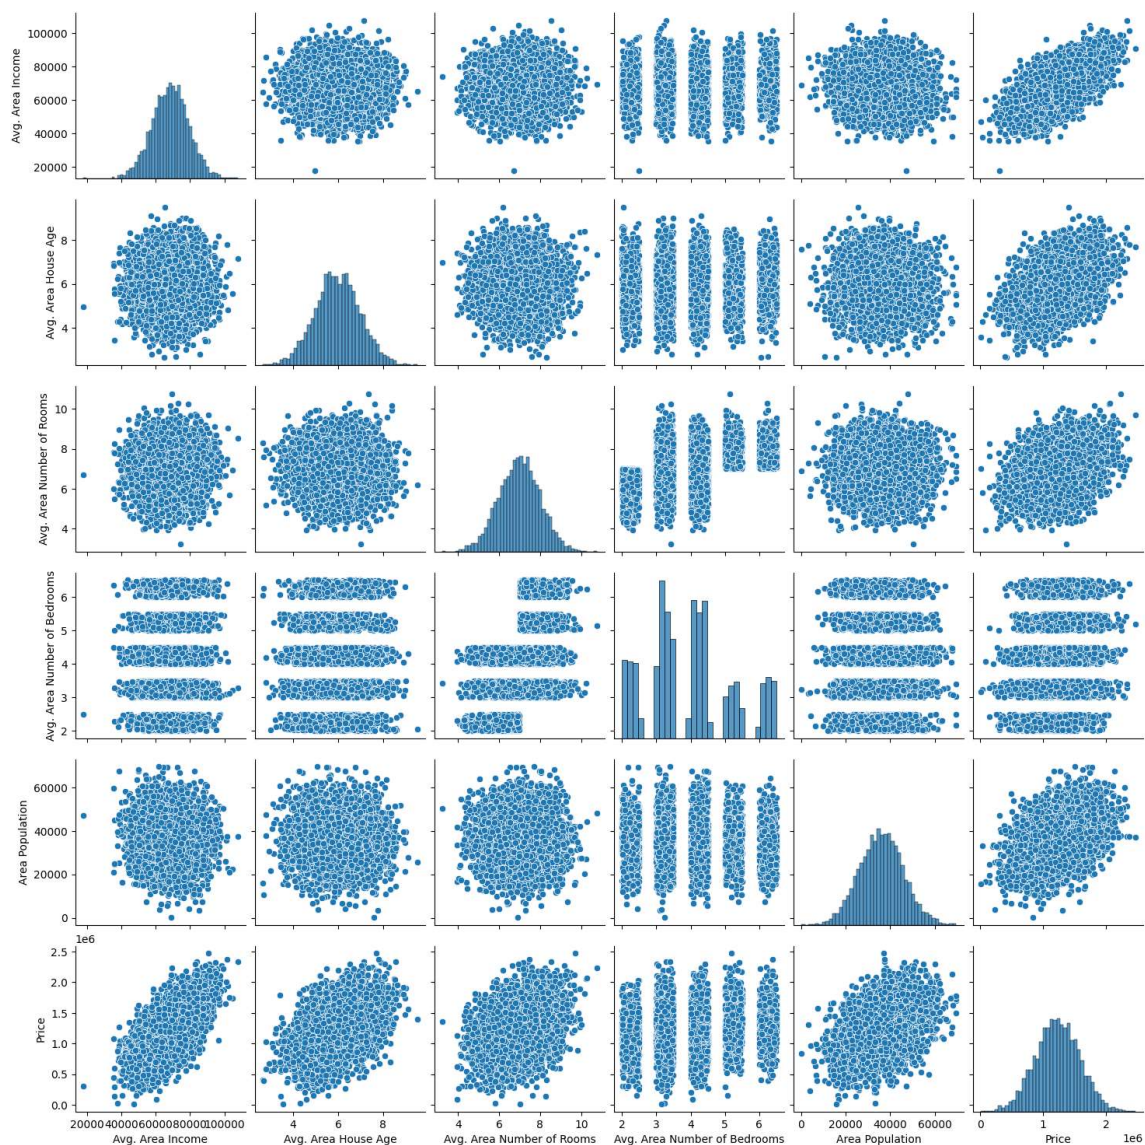 Avg. Area Income
100000
80000
60000
40000
20000
Avg. Area House Age
8
6
4
Avg. Area Number of Rooms
10
8
6
4
Avg. Area Number of Bedrooms
6
5
4
3
2
Area Population
60000
40000
20000
0
1e6
Price
2.5
2.0
1.5
1.0
0.5
0.0
20000 40000 60000 80000 100000
Avg. Area Income
4 6 8
Avg. Area House Age
4 6 8 10
Avg. Area Number of Rooms
2 3 4 5 6
Avg. Area Number of Bedrooms
0 20000 40000 60000
Area Population
0 1 2
Price
1e6